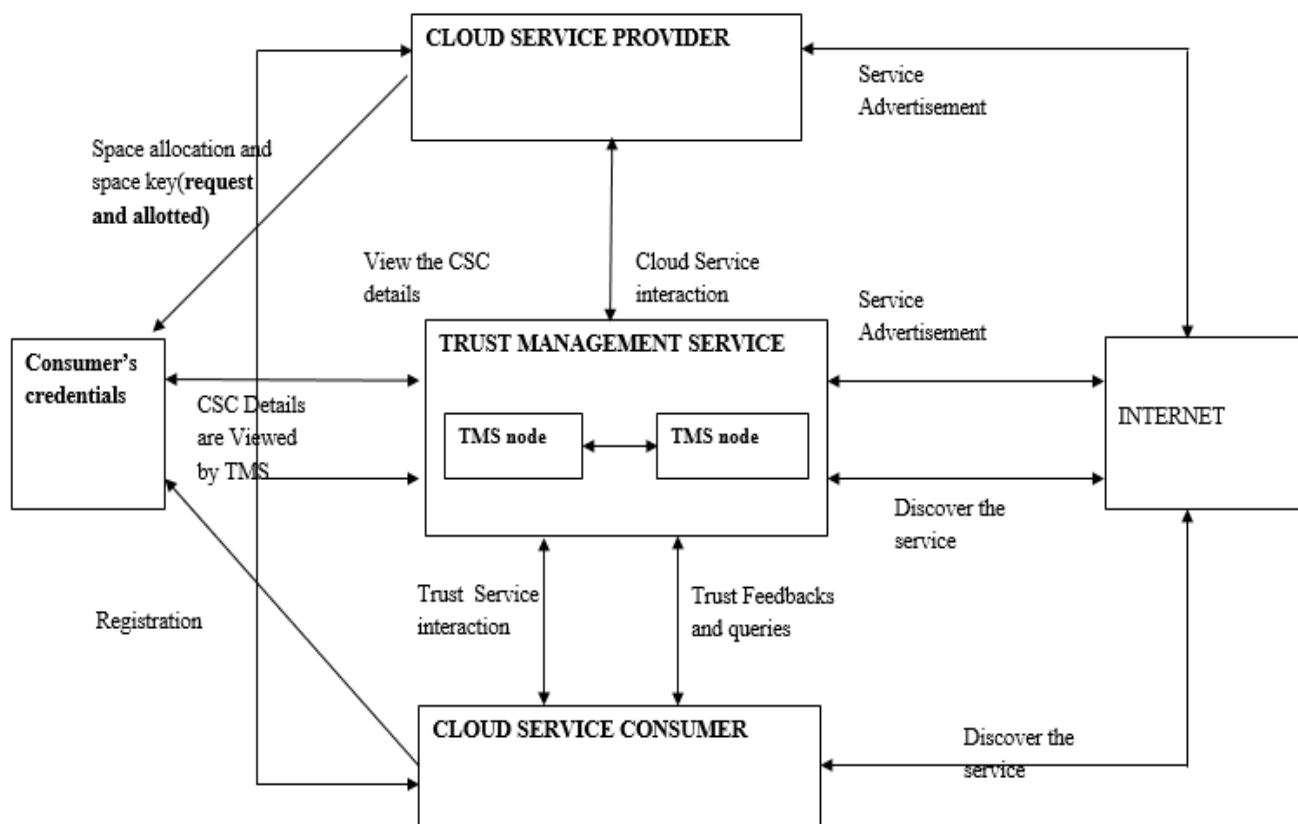 CLOUD SERVICE PROVIDER
Service
Advertisement
Space allocation and
space key(request
and allotted)
View the CSC
details
Cloud Service
interaction
Service
Advertisement
TRUST MANAGEMENT SERVICE
Consumer’s
credentials
CSC Details
are Viewed
by TMS
TMS node
TMS node
INTERNET
Discover the
service
Trust Service
interaction
Trust Feedbacks
and queries
Registration
CLOUD SERVICE CONSUMER
Discover the
service